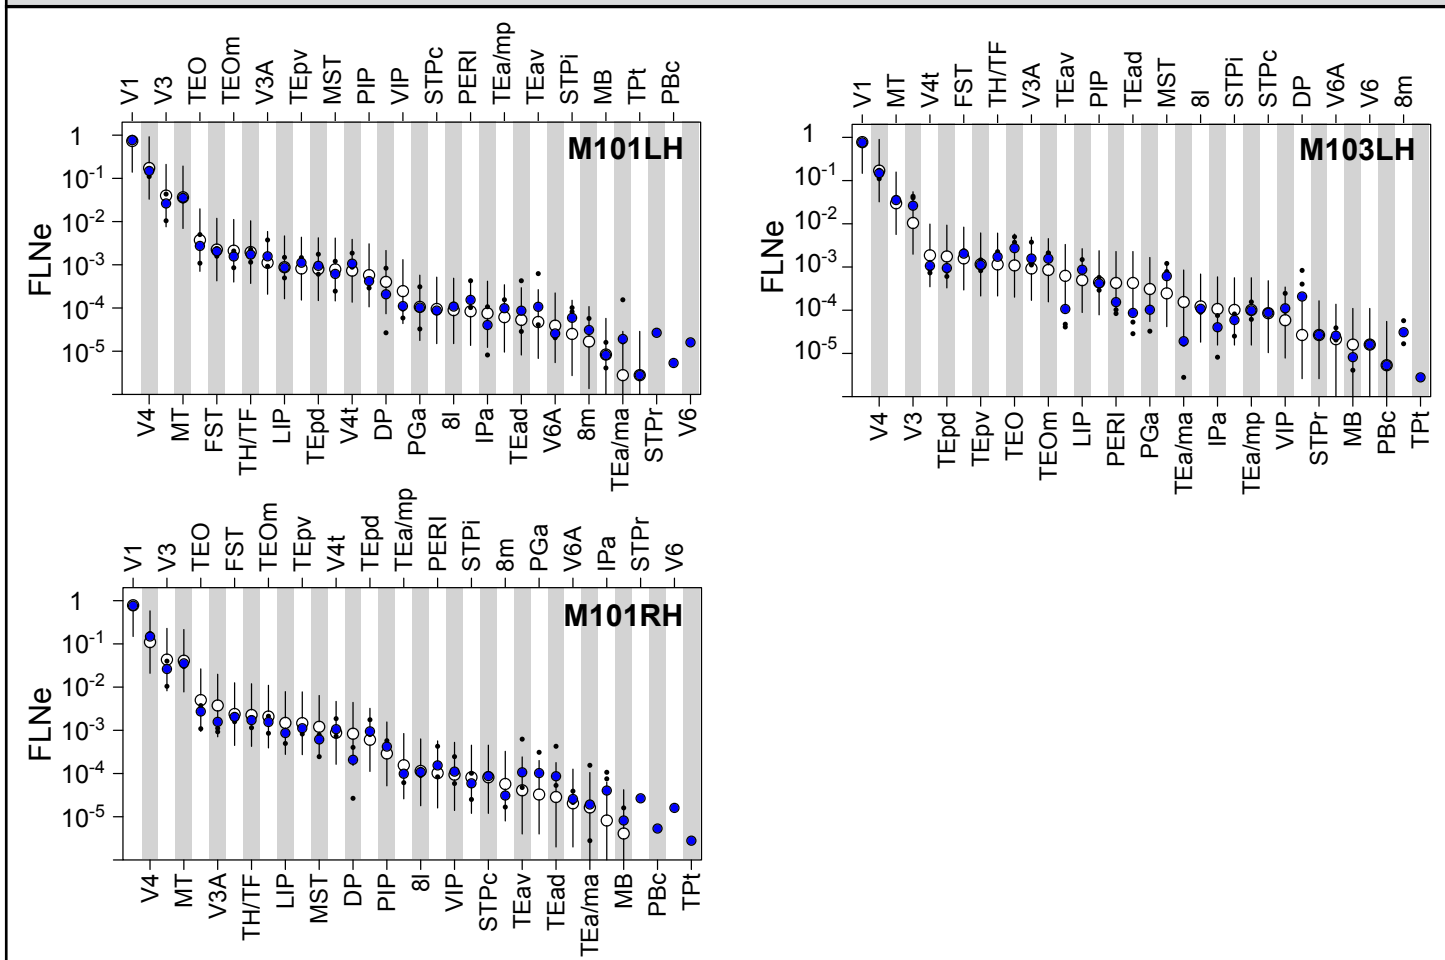 V1 V3 TEO TEOm V3A TEpv MST PIP VIP STPc PERI TEa/mp TEav STPi MB TPt PBc
M101LH
FLNe
1
10-1
10-2
10-3
10-4
10-5
V4 MT FST TH/TF LIP TEpd V4t DP PGa 8l IPa TEad V6A 8m TEa/ma STPr V6
V1 MT V4t FST TH/TF V3A TEav PIP TEad MST 8l STPi STPc DP V6A V6 8m
M103LH
FLNe
1
10-1
10-2
10-3
10-4
10-5
V4 V3 TEpd TEpv TEO TEOm LIP PERI PGa TEa/ma IPa TEa/mp VIP STPr MB PBc TPt
V1 V3 TEO FST TEOm TEpv V4t TEpd TEa/mp PERI STPi 8m PGa V6A IPa STPr V6
M101RH
FLNe
1
10-1
10-2
10-3
10-4
10-5
V4 MT V3A TH/TF LIP MST DP PIP 8l VIP STPc TEav TEad TEa/ma MB PBc TPt